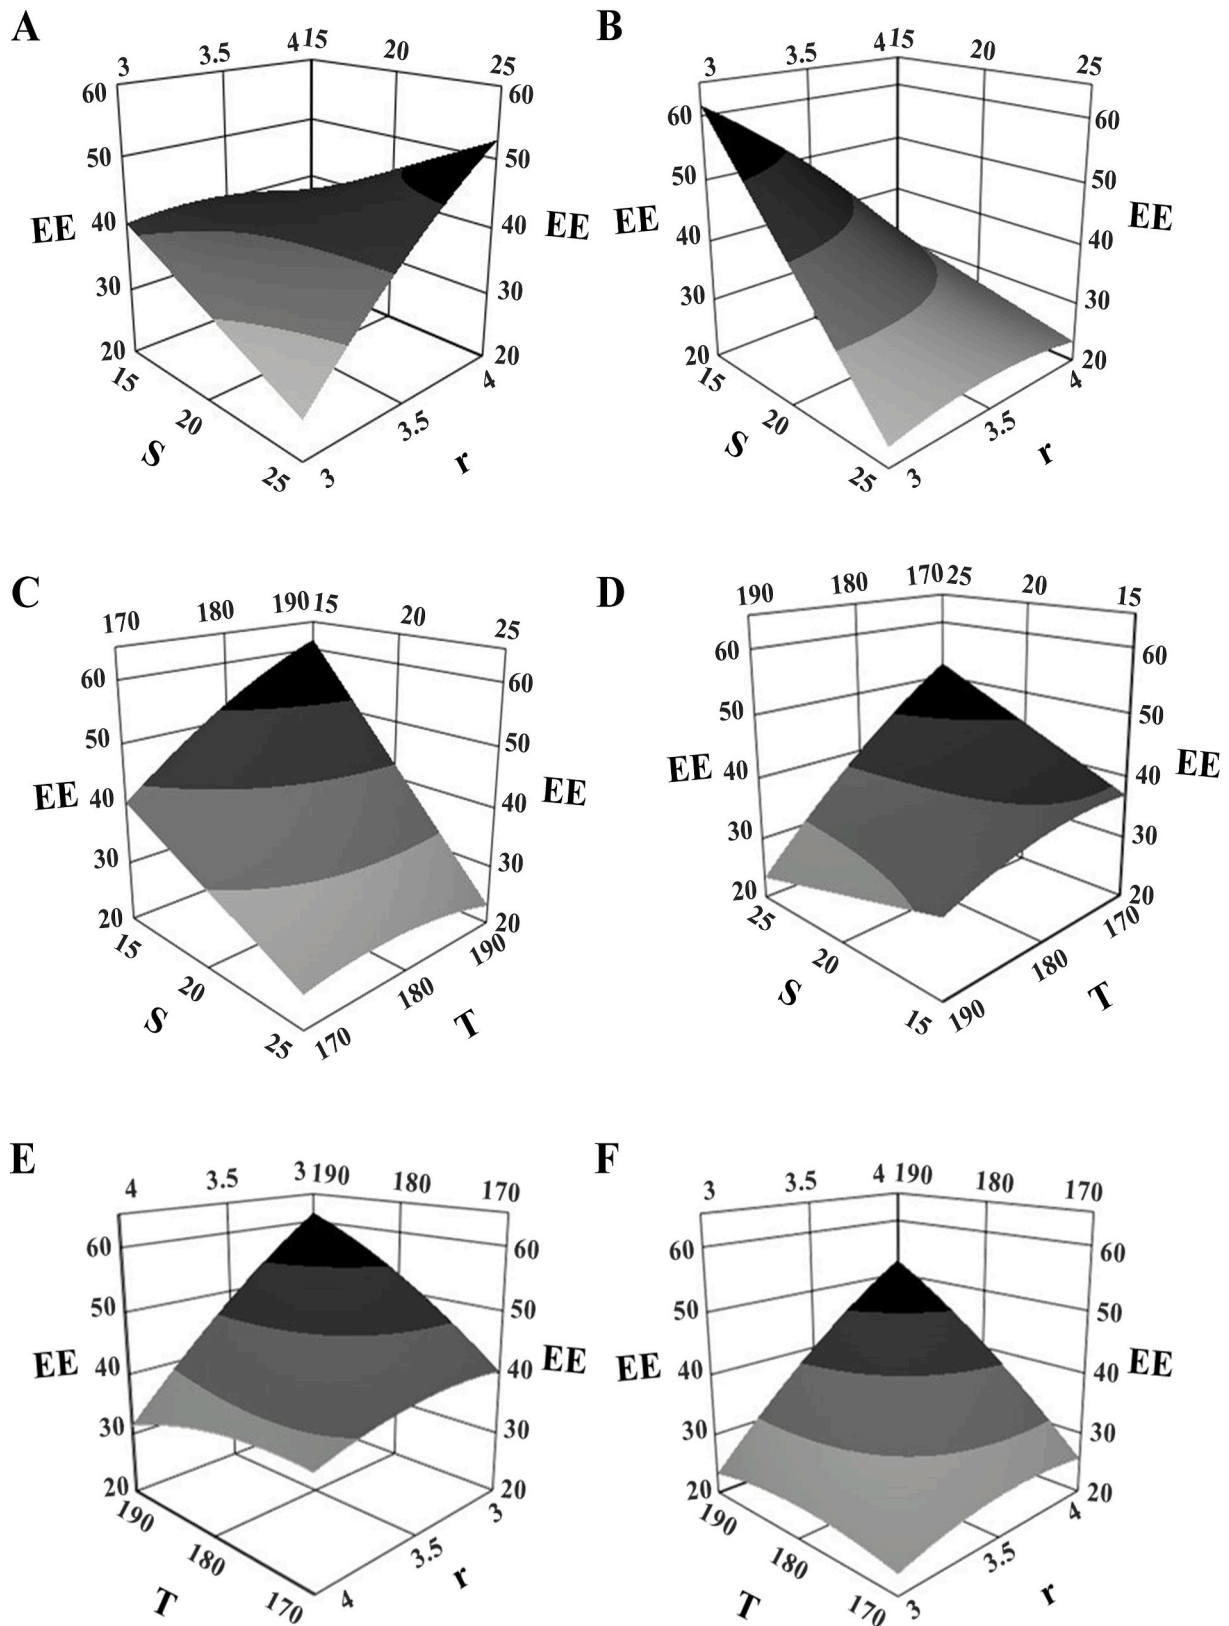 A B
3 3.5 4 15 20 25 3 3.5 4 15 20 25
60 60 60 60
50 50 50 50
EE 40 40 EE EE 40 40 EE
30 30 30 30
20 20 20 20
15 4 15 4
20 3.5 20 3.5
S r S r
25 3 25 3
C D
170 180 190 15 20 25 190 180 170 25 20 15
60 60 60 60
50 50 50 50
EE 40 40 EE EE 40 40 EE
30 30 30 30
20 20 20 20
15 190 25 170
20 180 20 180
S T S T
25 170 15 190
E F
4 3.5 3 190 180 170 3 3.5 4 190 180 170
60 60 60 60
50 50 50 50
EE 40 40 EE EE 40 40 EE
30 30 30 30
20 20 20 20
190 3 190 4
180 3.5 180 3.5
T r T r
170 4 170 3